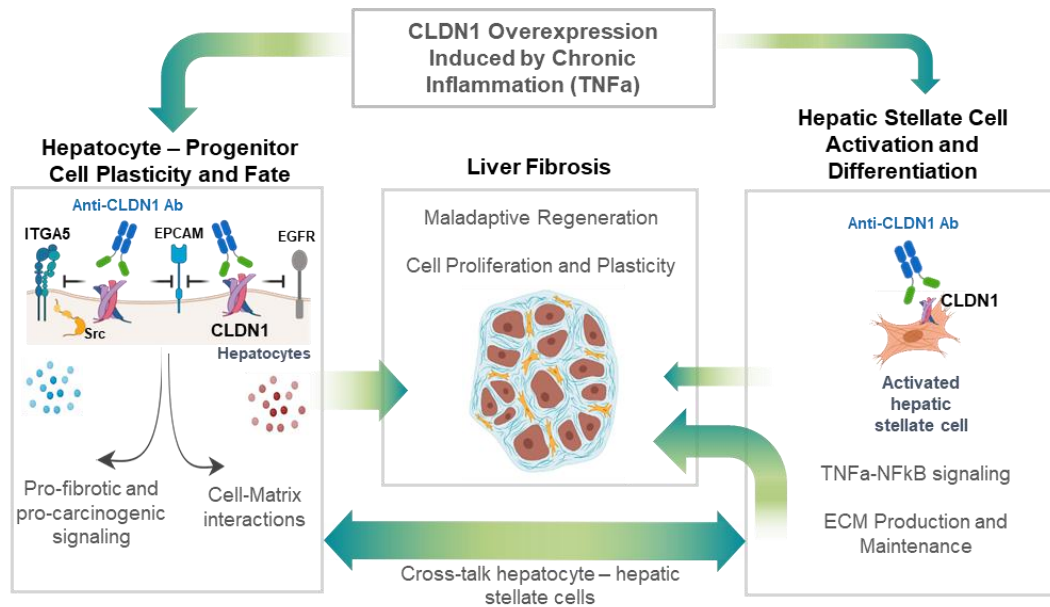 CLDN1 Overexpression
Induced by Chronic
Inflammation (TNFa)
Hepatocyte – Progenitor
Cell Plasticity and Fate
Anti-CLDN1 Ab
ITGA5
EPCAM
EGFR
Src
CLDN1
Hepatocytes
Pro-fibrotic and
pro-carcinogenic
signaling
Cell-Matrix
interactions
Liver Fibrosis
Maladaptive Regeneration
Cell Proliferation and Plasticity
Hepatic Stellate Cell
Activation and
Differentiation
Anti-CLDN1 Ab
CLDN1
Activated
hepatic
stellate cell
TNFa-NFkB signaling
ECM Production and
Maintenance
Cross-talk hepatocyte – hepatic
stellate cells